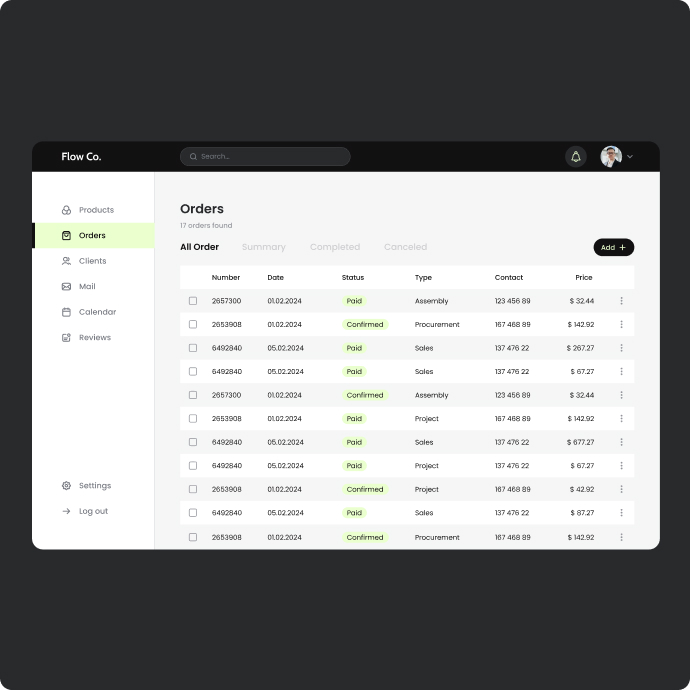 Flow Co.
Search...
Products
Orders
Clients
Mail
Calendar
Reviews
Settings
Log out
Orders
17 orders found
All Order Summary Completed Canceled
Add +
Number Date Status Type Contact Price
2657300 01.02.2024 Paid Assembly 123 456 89 $ 32.44
2653908 01.02.2024 Confirmed Procurement 167 468 89 $ 142.92
6492840 05.02.2024 Paid Sales 137 476 22 $ 267.27
6492840 05.02.2024 Paid Sales 137 476 22 $ 67.27
2657300 01.02.2024 Confirmed Assembly 123 456 89 $ 32.44
2653908 01.02.2024 Paid Project 167 468 89 $ 142.92
6492840 05.02.2024 Paid Sales 137 476 22 $ 677.27
6492840 05.02.2024 Paid Project 137 476 22 $ 67.27
2653908 01.02.2024 Confirmed Project 167 468 89 $ 42.92
6492840 05.02.2024 Paid Sales 137 476 22 $ 87.27
2653908 01.02.2024 Confirmed Procurement 167 468 89 $ 142.92